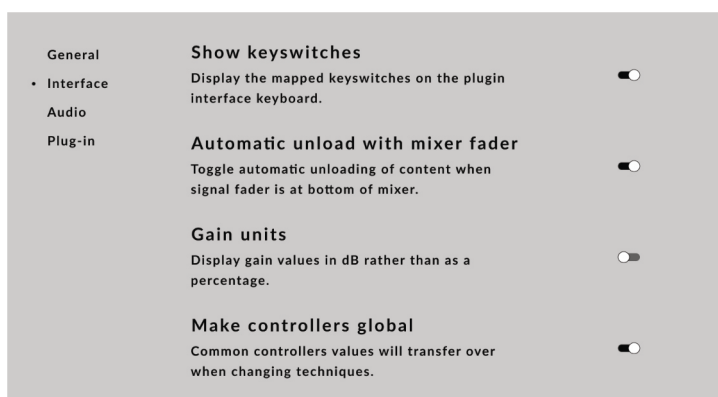 General
• Interface
Audio
Plug-in
Show keyswitches
Display the mapped keyswitches on the plugin
interface keyboard.
Automatic unload with mixer fader
Toggle automatic unloading of content when
signal fader is at bottom of mixer.
Gain units
Display gain values in dB rather than as a
percentage.
Make controllers global
Common controllers values will transfer over
when changing techniques.